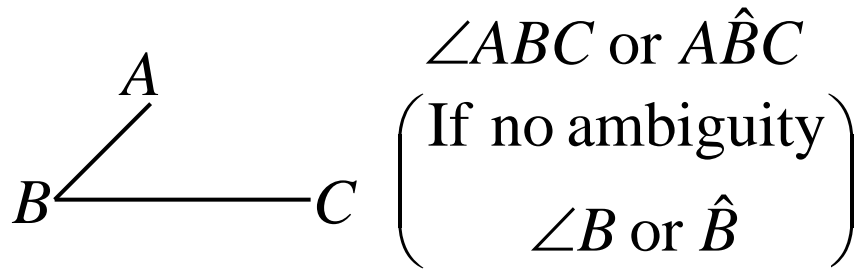 A
B
C
∠ABC or AB̂C
(If no ambiguity
∠B or B̂)